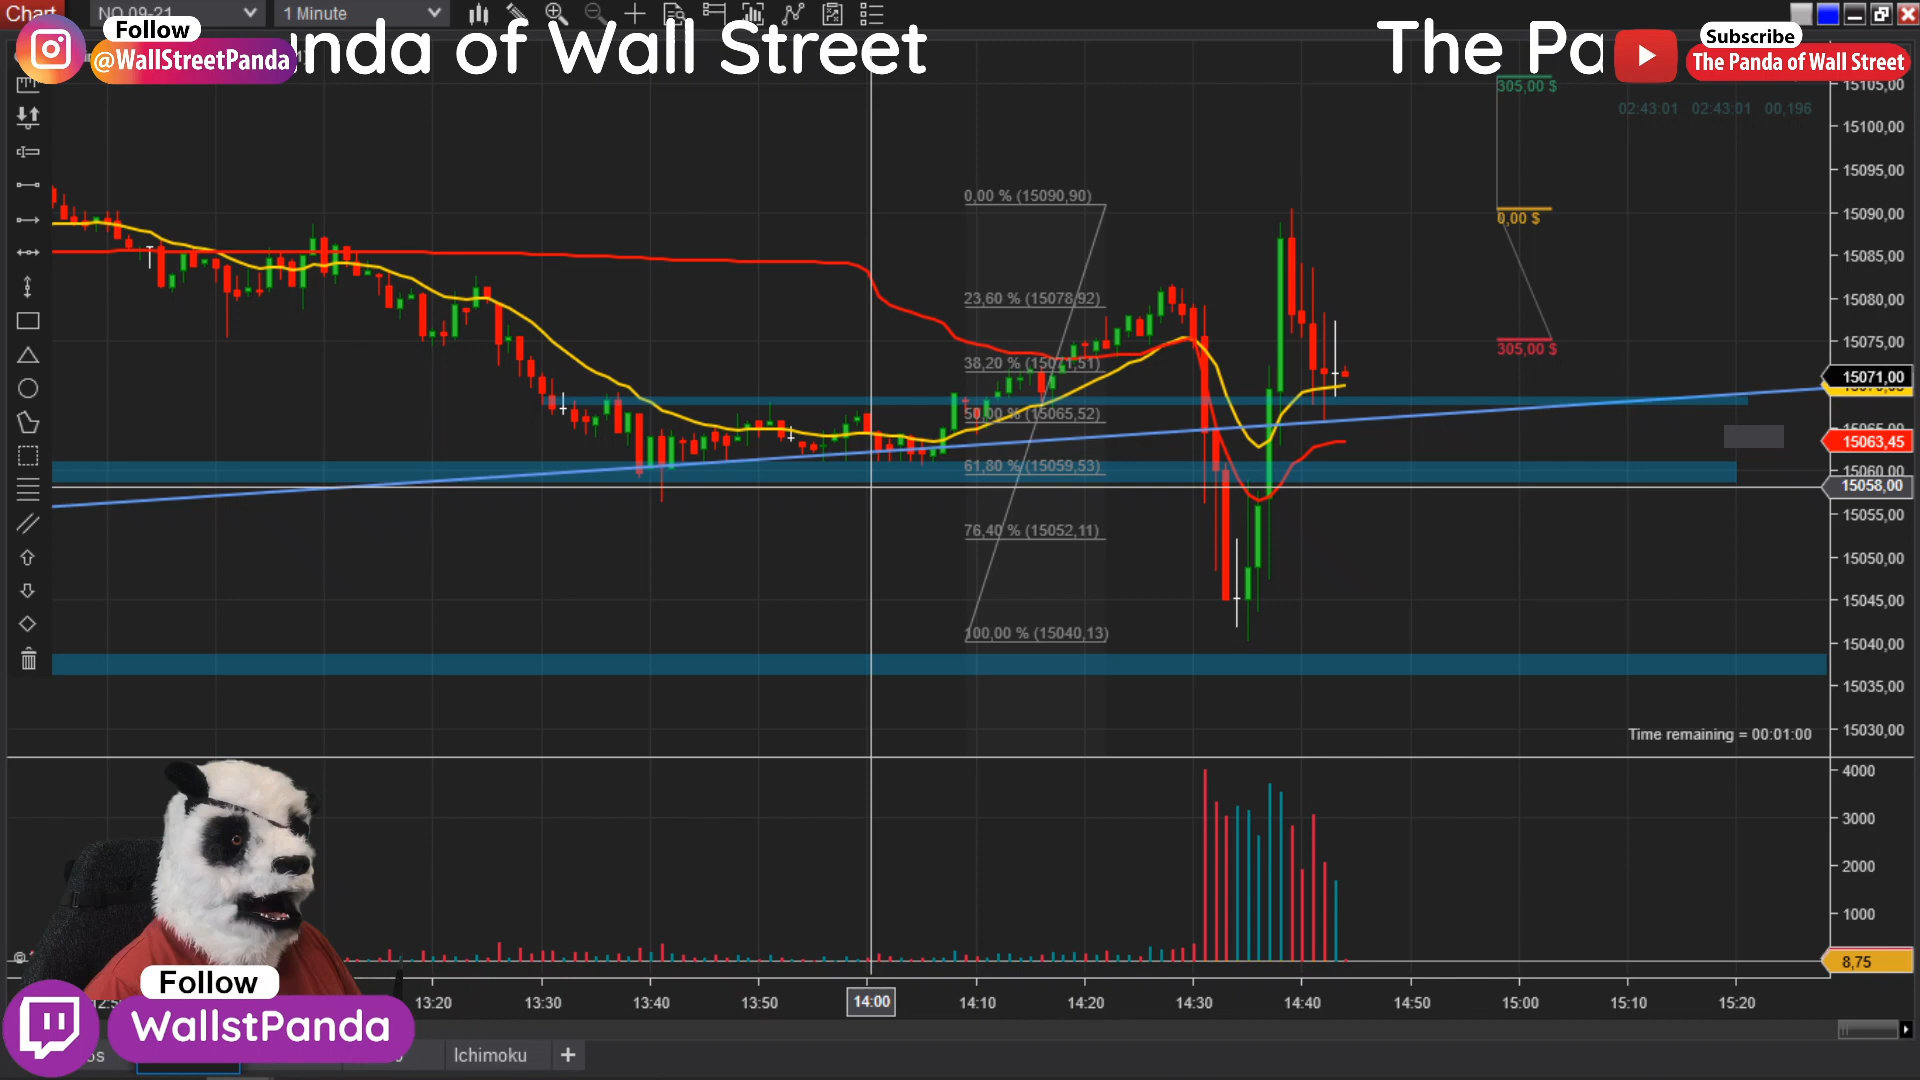 Chart
NQ 09-21
1 Minute
Follow
@WallStreetPanda
nda of Wall Street
The Pa
Subscribe
The Panda of Wall Street
305,00 $
02:43:01 02:43:01 00,196
0,00 $
305,00 $
0,00 % (15090,90)
23,60 % (15078,92)
38,20 % (15071,51)
50,00 % (15065,52)
61,80 % (15059,53)
76,40 % (15052,11)
100,00 % (15040,13)
15105,00
15100,00
15095,00
15090,00
15085,00
15080,00
15075,00
15071,00
15063,45
15060,00
15058,00
15055,00
15050,00
15045,00
15040,00
15035,00
15030,00
Time remaining = 00:01:00
4000
3000
2000
1000
8,75
13:20
13:30
13:40
13:50
14:00
14:10
14:20
14:30
14:40
14:50
15:00
15:10
15:20
Follow
WallstPanda
os
Ichimoku
+